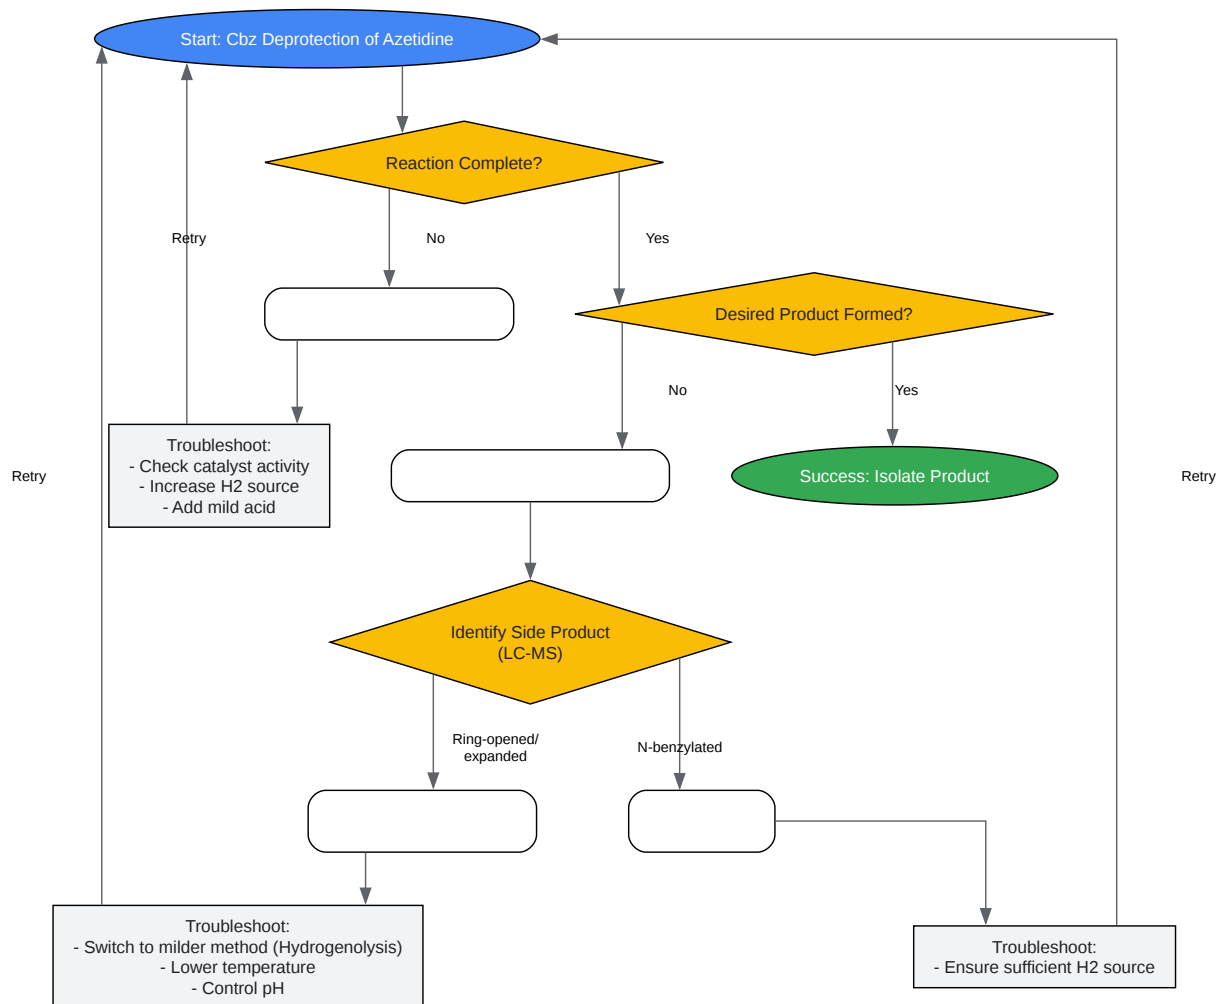 Start: Cbz Deprotection of Azetidine
Reaction Complete?
Retry
No
Yes
Desired Product Formed?
No
Yes
Troubleshoot:
- Check catalyst activity
- Increase H2 source
- Add mild acid
Retry
Success: Isolate Product
Retry
Identify Side Product
(LC-MS)
Ring-opened/
expanded
N-benzylated
Troubleshoot:
- Switch to milder method (Hydrogenolysis)
- Lower temperature
- Control pH
Troubleshoot:
- Ensure sufficient H2 source